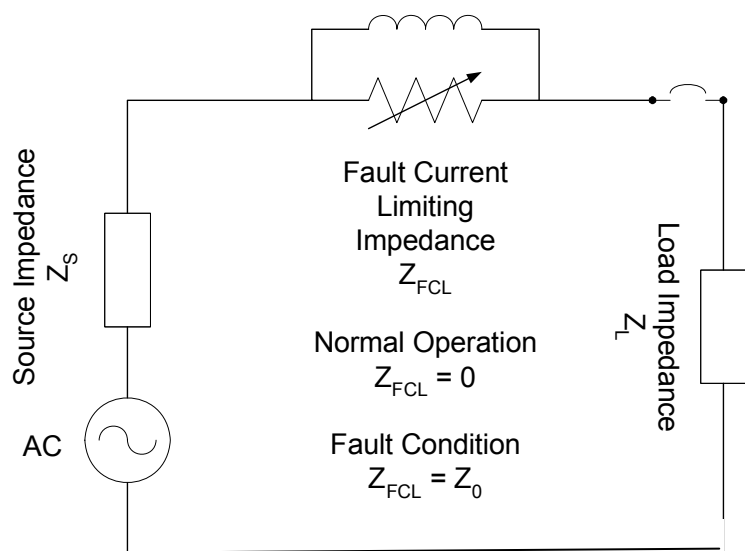 Source Impedance
Z_S
AC
Fault Current
Limiting
Impedance
Z_FCL
Normal Operation
Z_FCL = 0
Fault Condition
Z_FCL = Z_0
Load Impedance
Z_L